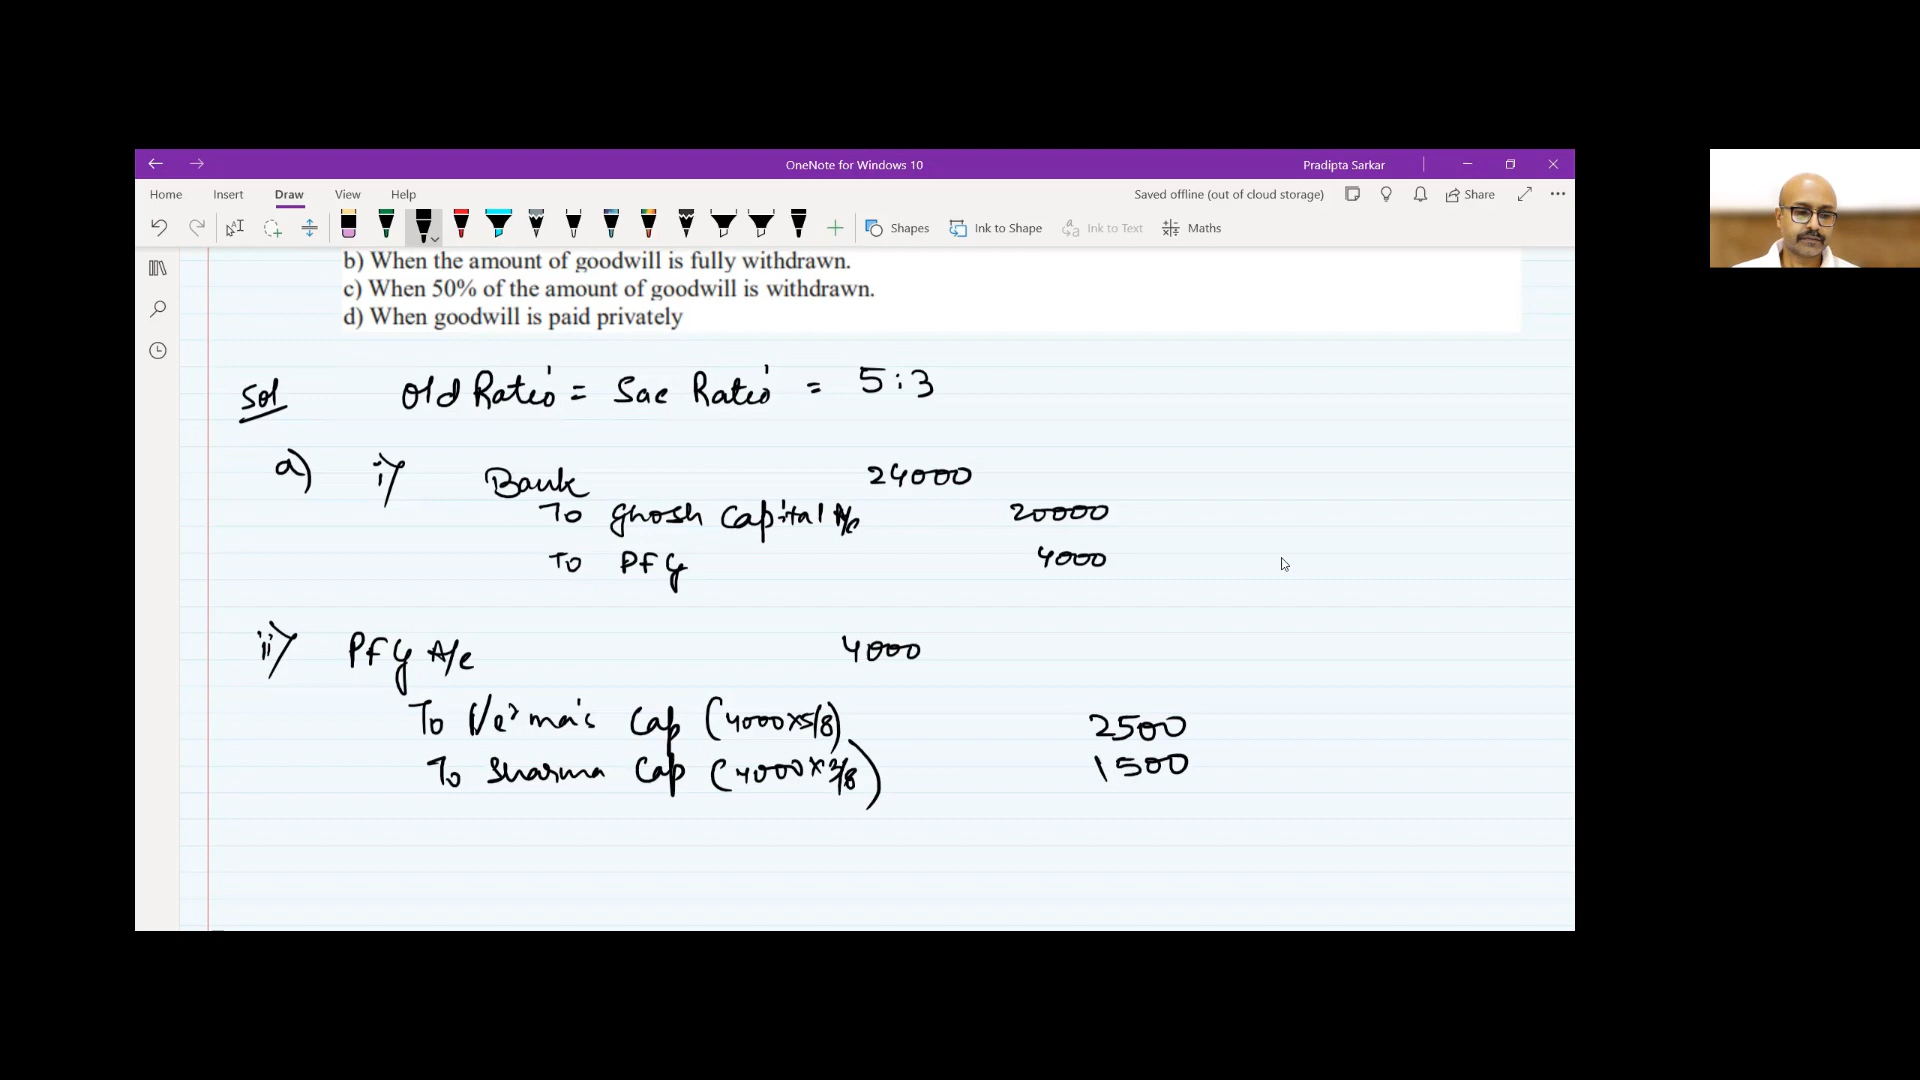 OneNote for Windows 10
Pradipta Sarkar
Home Insert Draw View Help
Saved offline (out of cloud storage) Share
Shapes Ink to Shape Ink to Text Maths
b) When the amount of goodwill is fully withdrawn.
c) When 50% of the amount of goodwill is withdrawn.
d) When goodwill is paid privately
Sol Old Ratio = Sac Ratio = 5:3
a) i) Bank 24000
To Ghosh Capital A/c 20000
To PFG 4000
ii) PFG A/c 4000
To Verma's Cap (4000×5/8) 2500
To Sharma Cap (4000×3/8) 1500